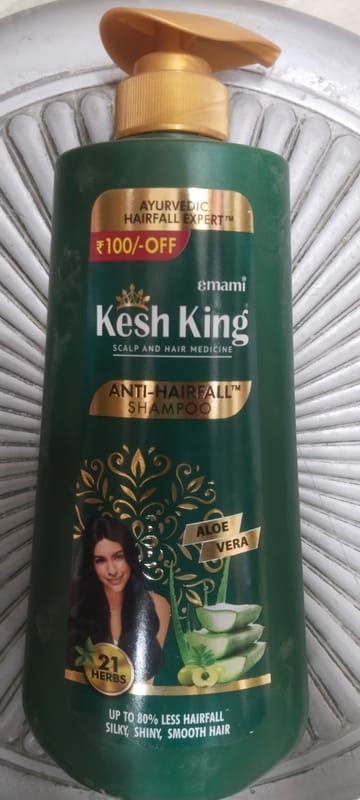 AYURVEDIC
HAIRFALL EXPERT™
₹100/-OFF
emami®
Kesh King®
SCALP AND HAIR MEDICINE
ANTI-HAIRFALL™
SHAMPOO
ALOE
VERA
21
HERBS
UP TO 80% LESS HAIRFALL
SILKY, SHINY, SMOOTH HAIR